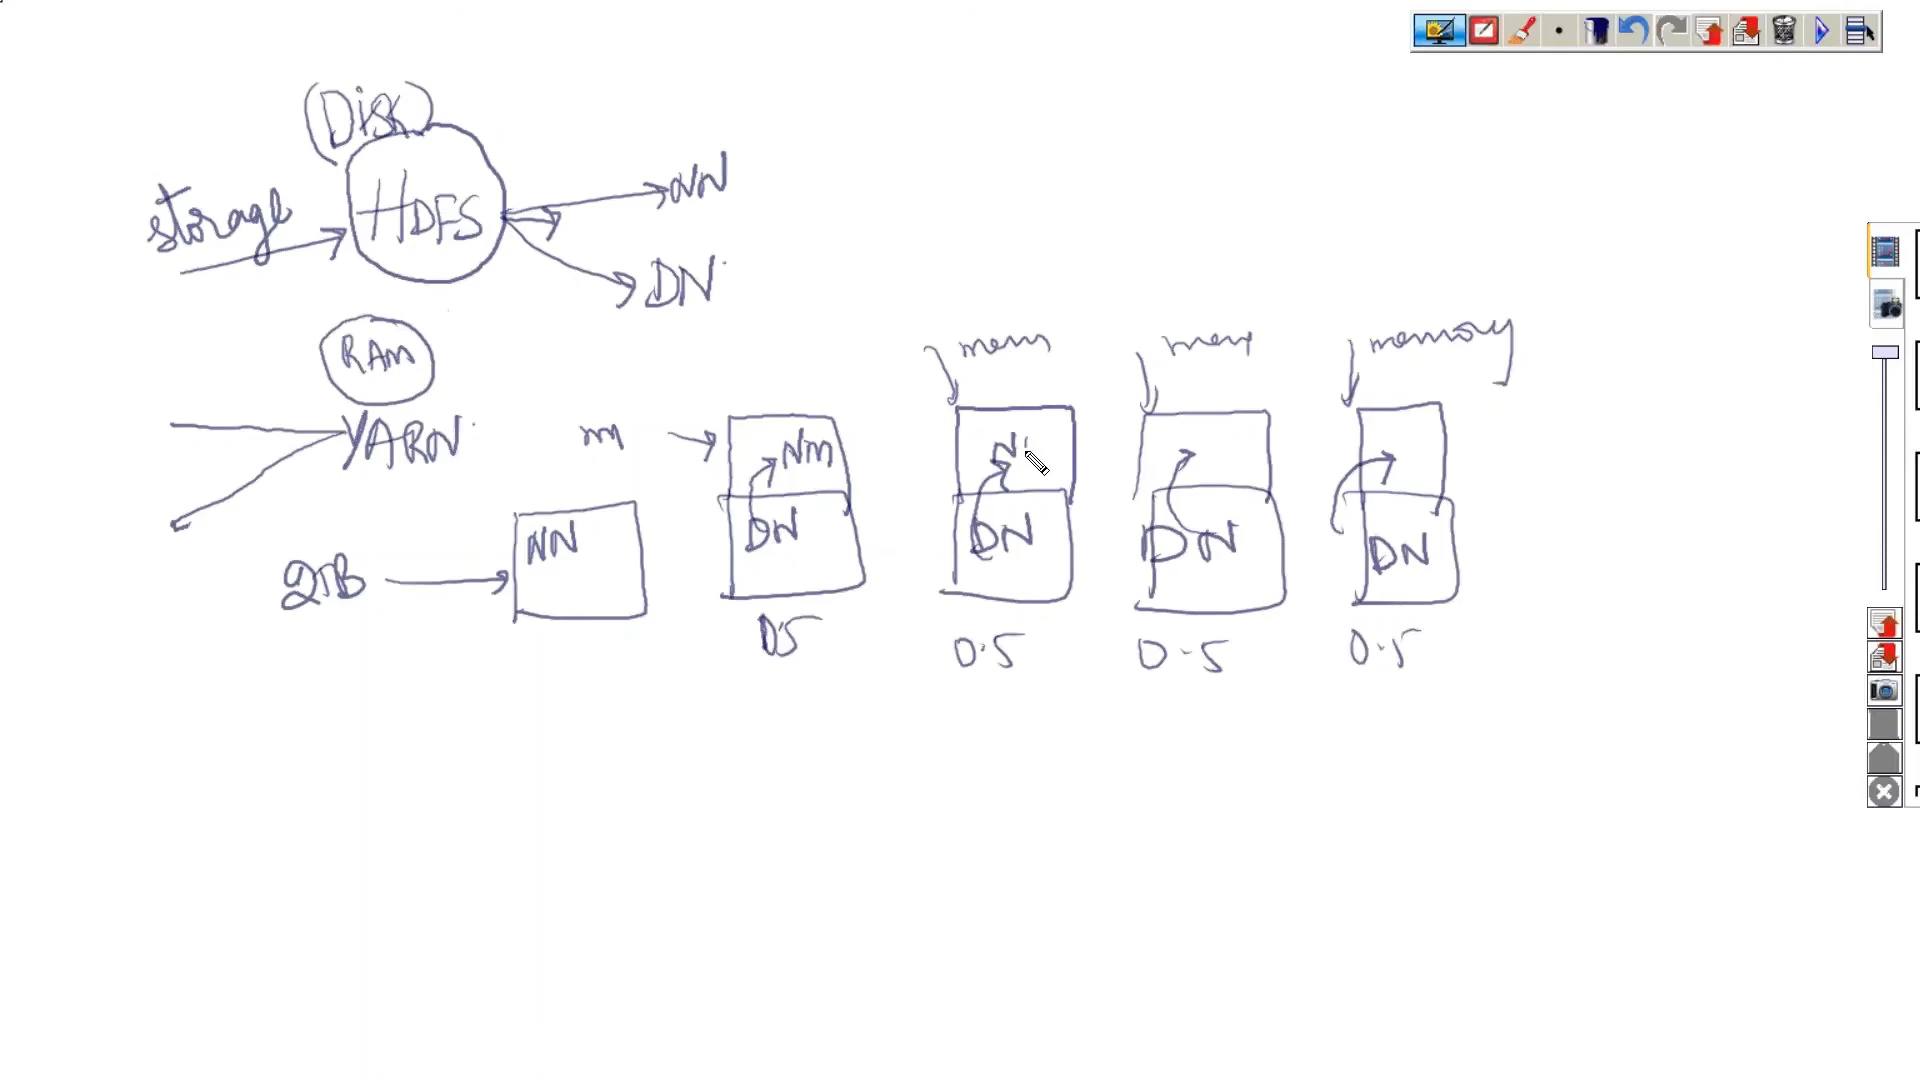 (Disk)
HDFS
storage
NN
DN
RAM
YARN
mem
mem
memory
m
NM
N
2TB
NN
DN
DN
DN
DN
0.5
0.5
0.5
0.5